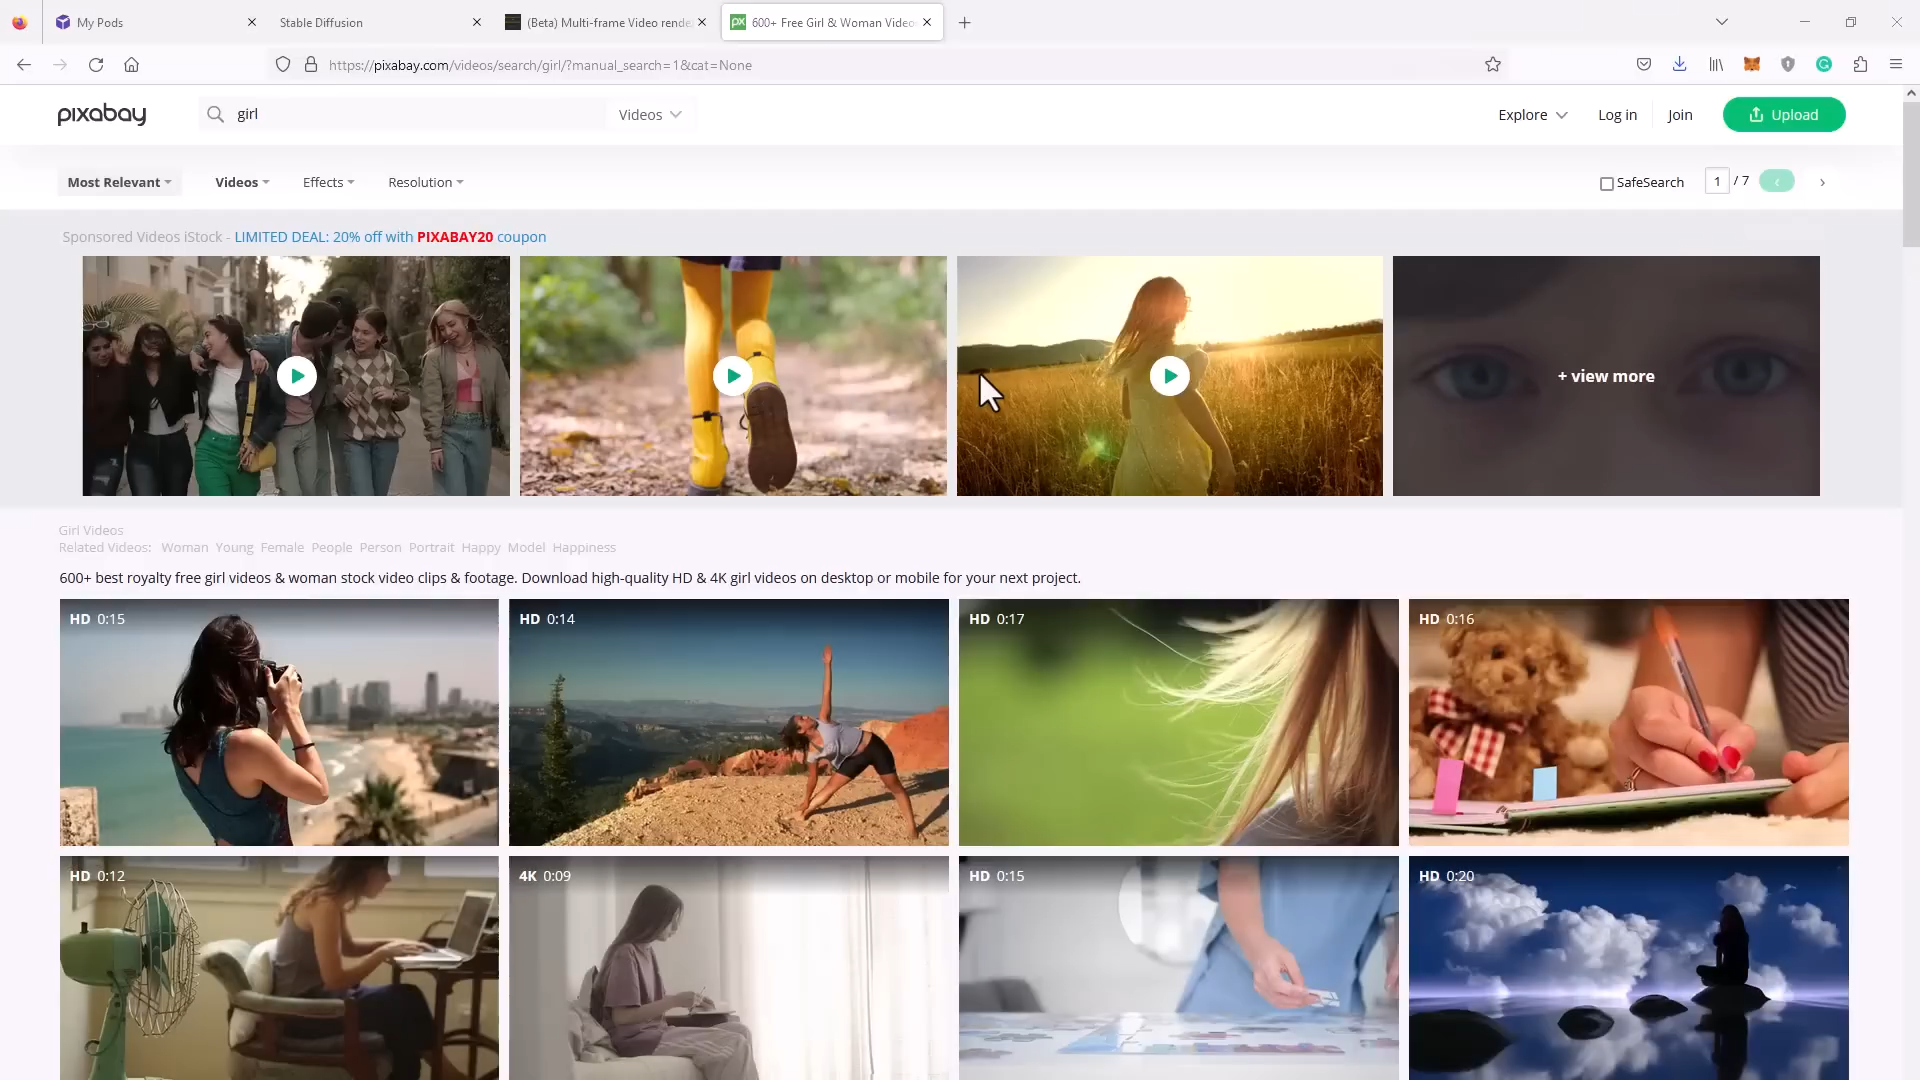 My Pods
Stable Diffusion
(Beta) Multi-frame Video rende
600+ Free Girl & Woman Video
https://pixabay.com/videos/search/girl/?manual_search=1&cat=None
pixabay
girl
Videos
Explore
Log in
Join
Upload
Most Relevant
Videos
Effects
Resolution
SafeSearch
1 / 7
Sponsored Videos iStock - LIMITED DEAL: 20% off with PIXABAY20 coupon
+ view more
Girl Videos
Related Videos: Woman Young Female People Person Portrait Happy Model Happiness
600+ best royalty free girl videos & woman stock video clips & footage. Download high-quality HD & 4K girl videos on desktop or mobile for your next project.
HD 0:15
HD 0:14
HD 0:17
HD 0:16
HD 0:12
4K 0:09
HD 0:15
HD 0:20